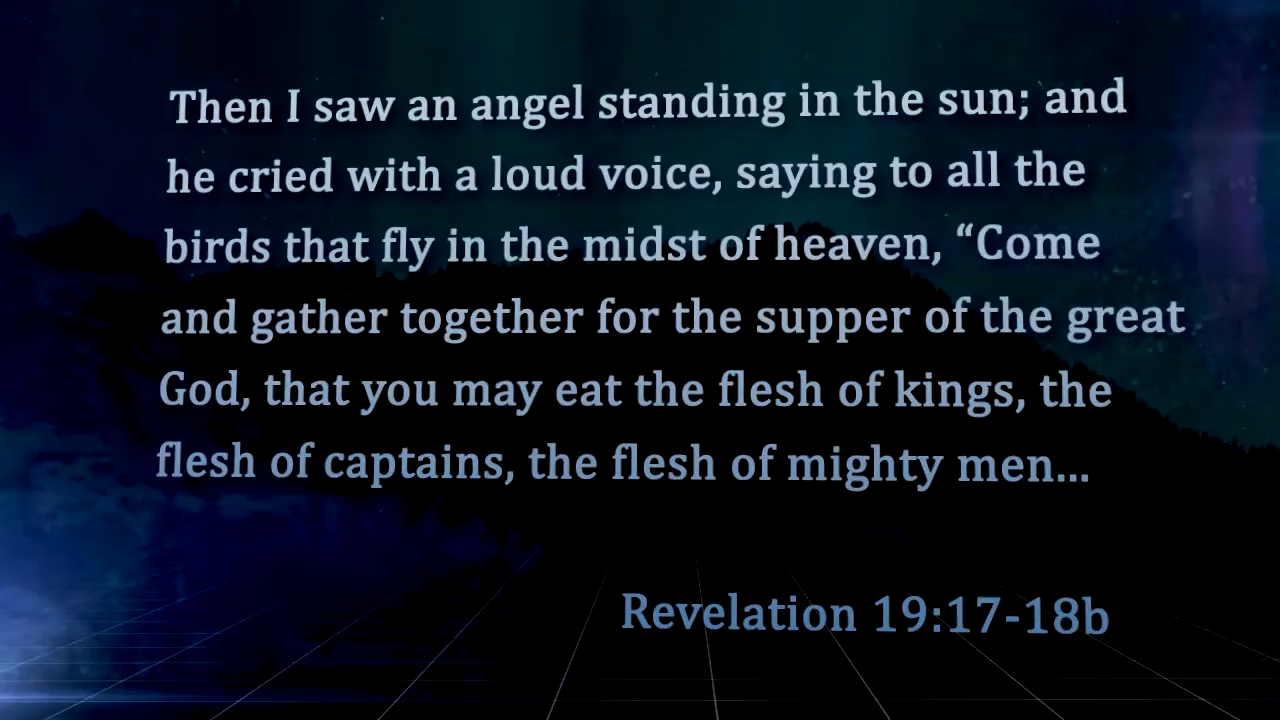 Then I saw an angel standing in the sun; and
he cried with a loud voice, saying to all the
birds that fly in the midst of heaven, “Come
and gather together for the supper of the great
God, that you may eat the flesh of kings, the
flesh of captains, the flesh of mighty men...
Revelation 19:17-18b